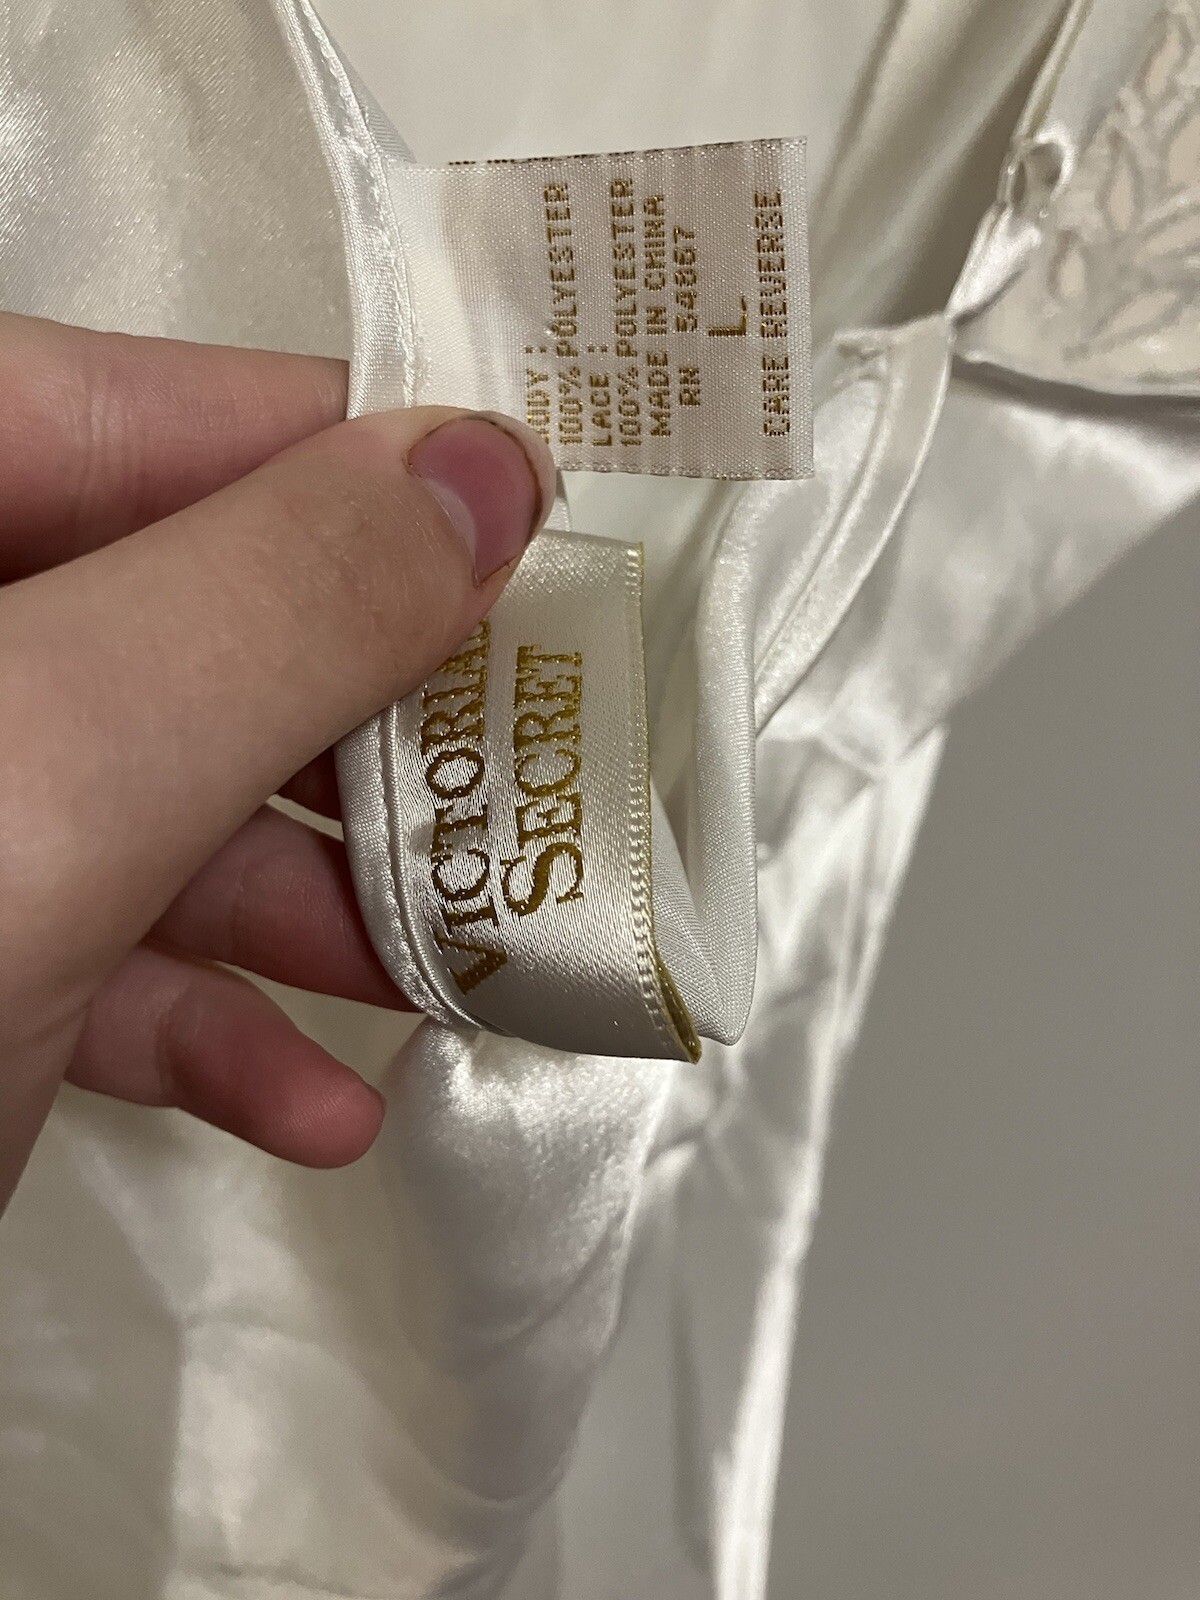 BODY:
100% POLYESTER
LACE:
100% POLYESTER
MADE IN CHINA
RN 54867
L
CARE REVERSE
VICTORIA'S
SECRET